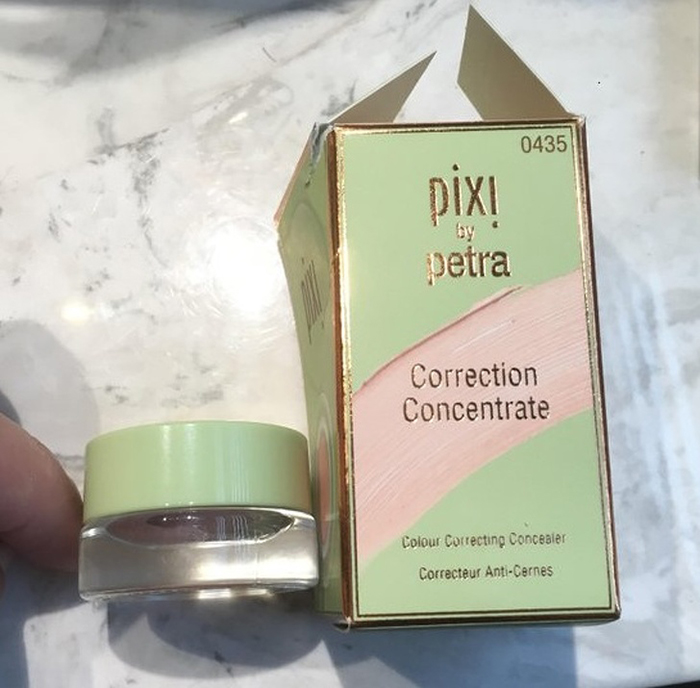 0435
pixi
by
petra
Correction
Concentrate
Colour Correcting Concealer
Correcteur Anti-Cernes
pixi